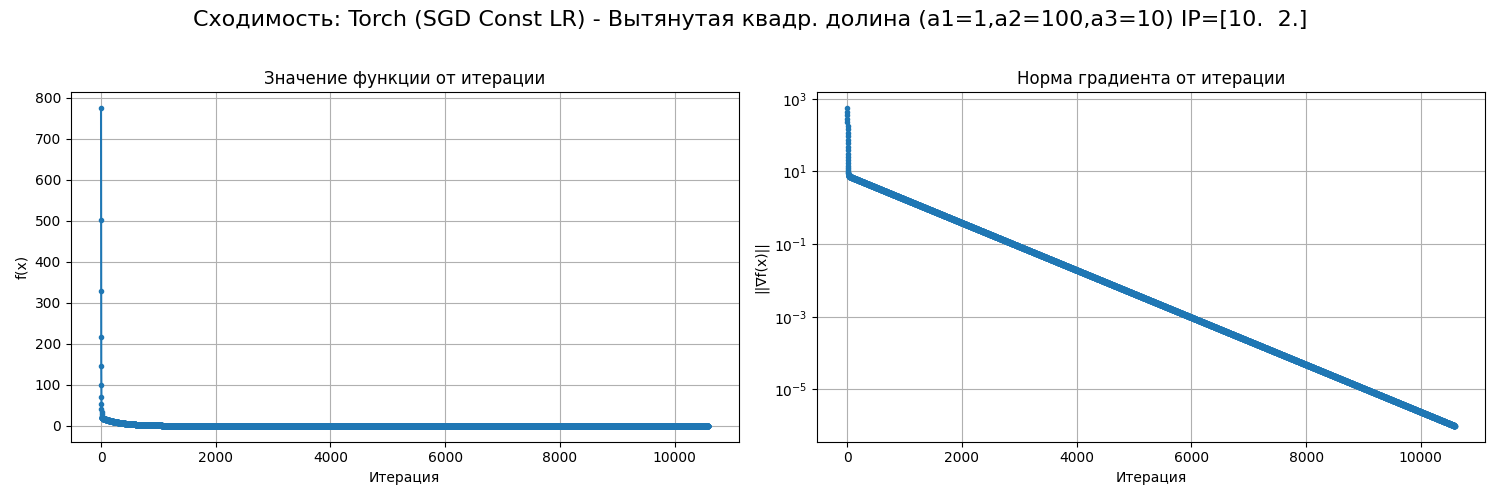 Сходимость: Torch (SGD Const LR) - Вытянутая квадр. долина (a1=1,a2=100,a3=10) IP=[10.  2.]
Значение функции от итерации
800
700
600
500
400
300
200
100
0
f(x)
0 2000 4000 6000 8000 10000
Итерация
Норма градиента от итерации
10³
10¹
10⁻¹
10⁻³
10⁻⁵
||∇f(x)||
0 2000 4000 6000 8000 10000
Итерация